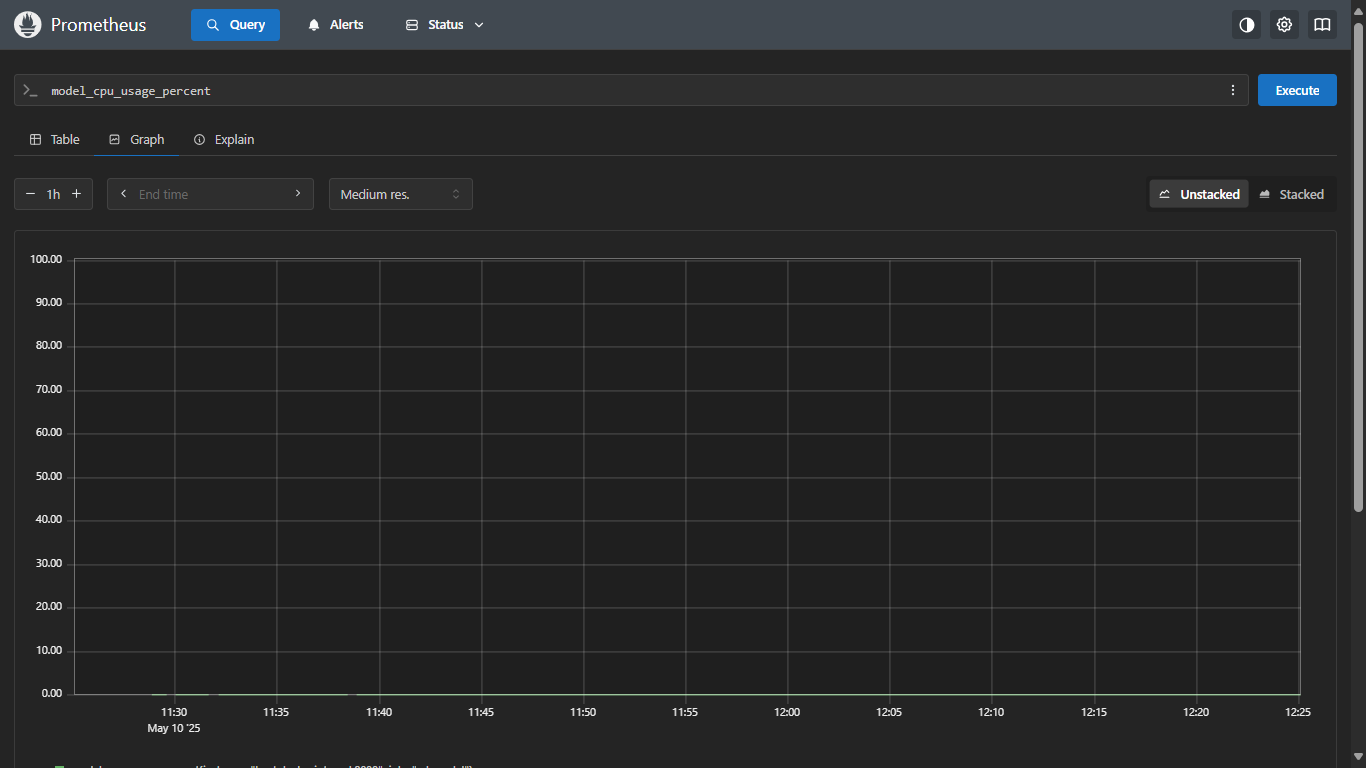 Prometheus Query Alerts Status
model_cpu_usage_percent Execute
Table Graph Explain
1h End time Medium res. Unstacked Stacked
100.00
90.00
80.00
70.00
60.00
50.00
40.00
30.00
20.00
10.00
0.00
11:30 11:35 11:40 11:45 11:50 11:55 12:00 12:05 12:10 12:15 12:20 12:25
May 10 '25